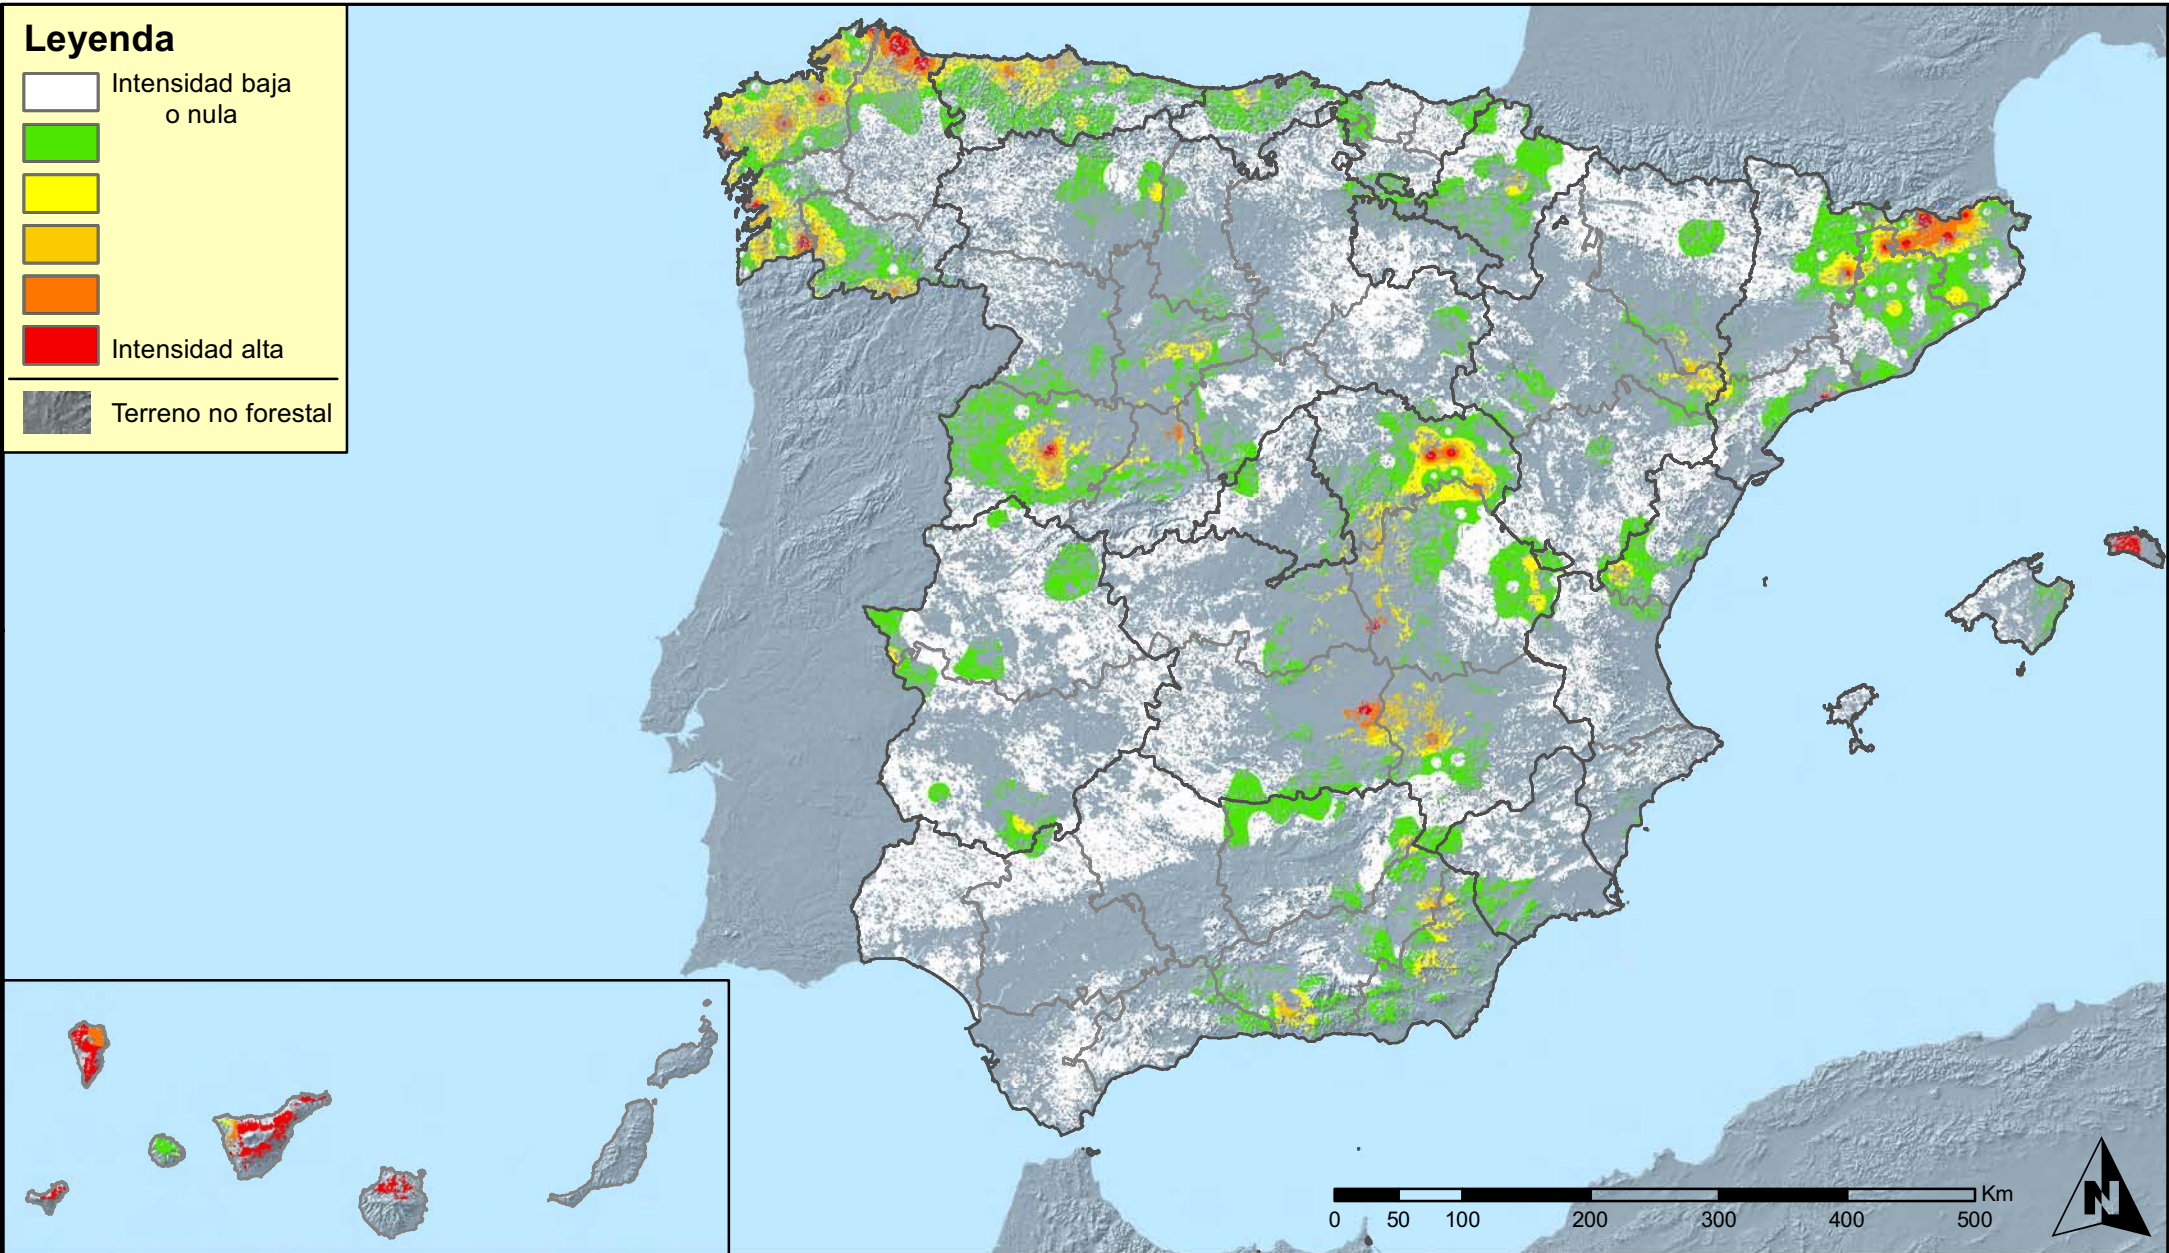 Leyenda
Intensidad baja
o nula
Intensidad alta
Terreno no forestal
Km
0 50 100 200 300 400 500
N